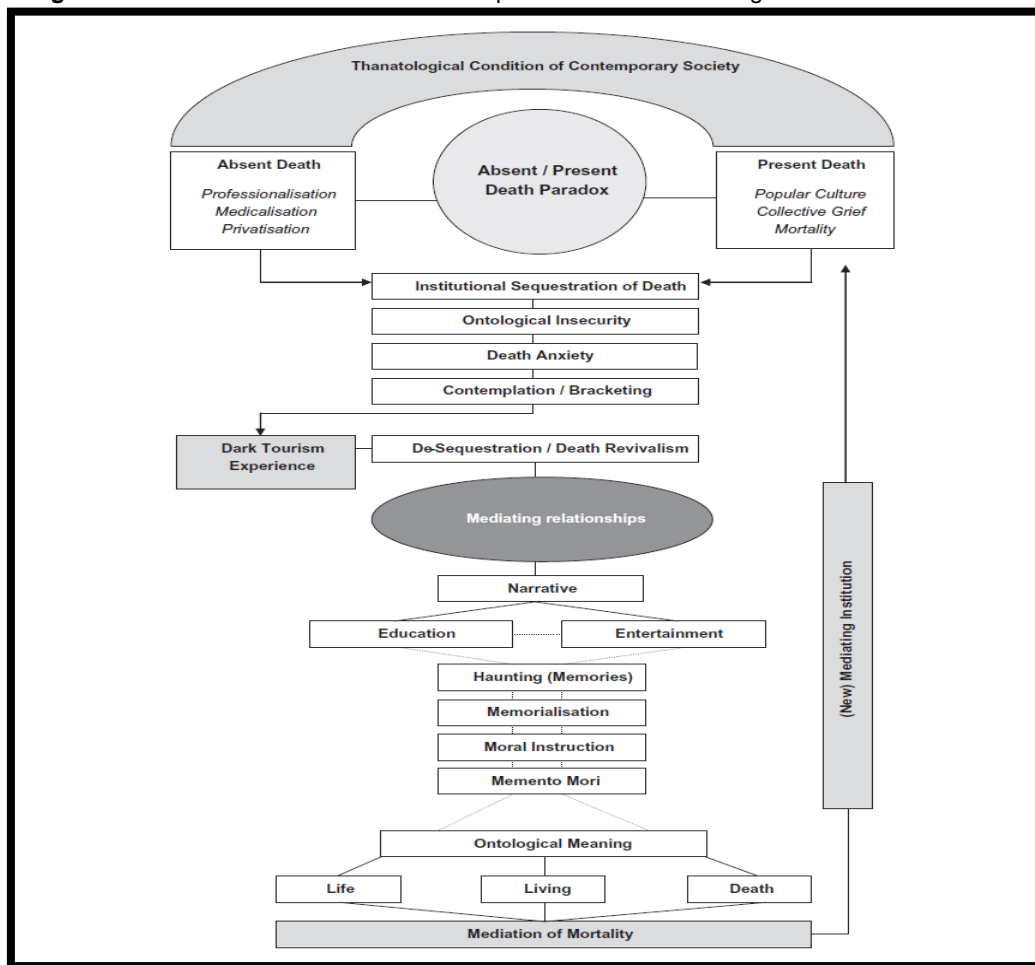 Thanatological Condition of Contemporary Society
Absent Death
Professionalisation
Medicalisation
Privatisation
Absent / Present
Death Paradox
Present Death
Popular Culture
Collective Grief
Mortality
Institutional Sequestration of Death
Ontological Insecurity
Death Anxiety
Contemplation / Bracketing
Dark Tourism
Experience
De-Sequestration / Death Revivalism
Mediating relationships
Narrative
Education
Entertainment
Haunting (Memories)
Memorialisation
Moral Instruction
Memento Mori
Ontological Meaning
Life
Living
Death
Mediation of Mortality
(New) Mediating Institution